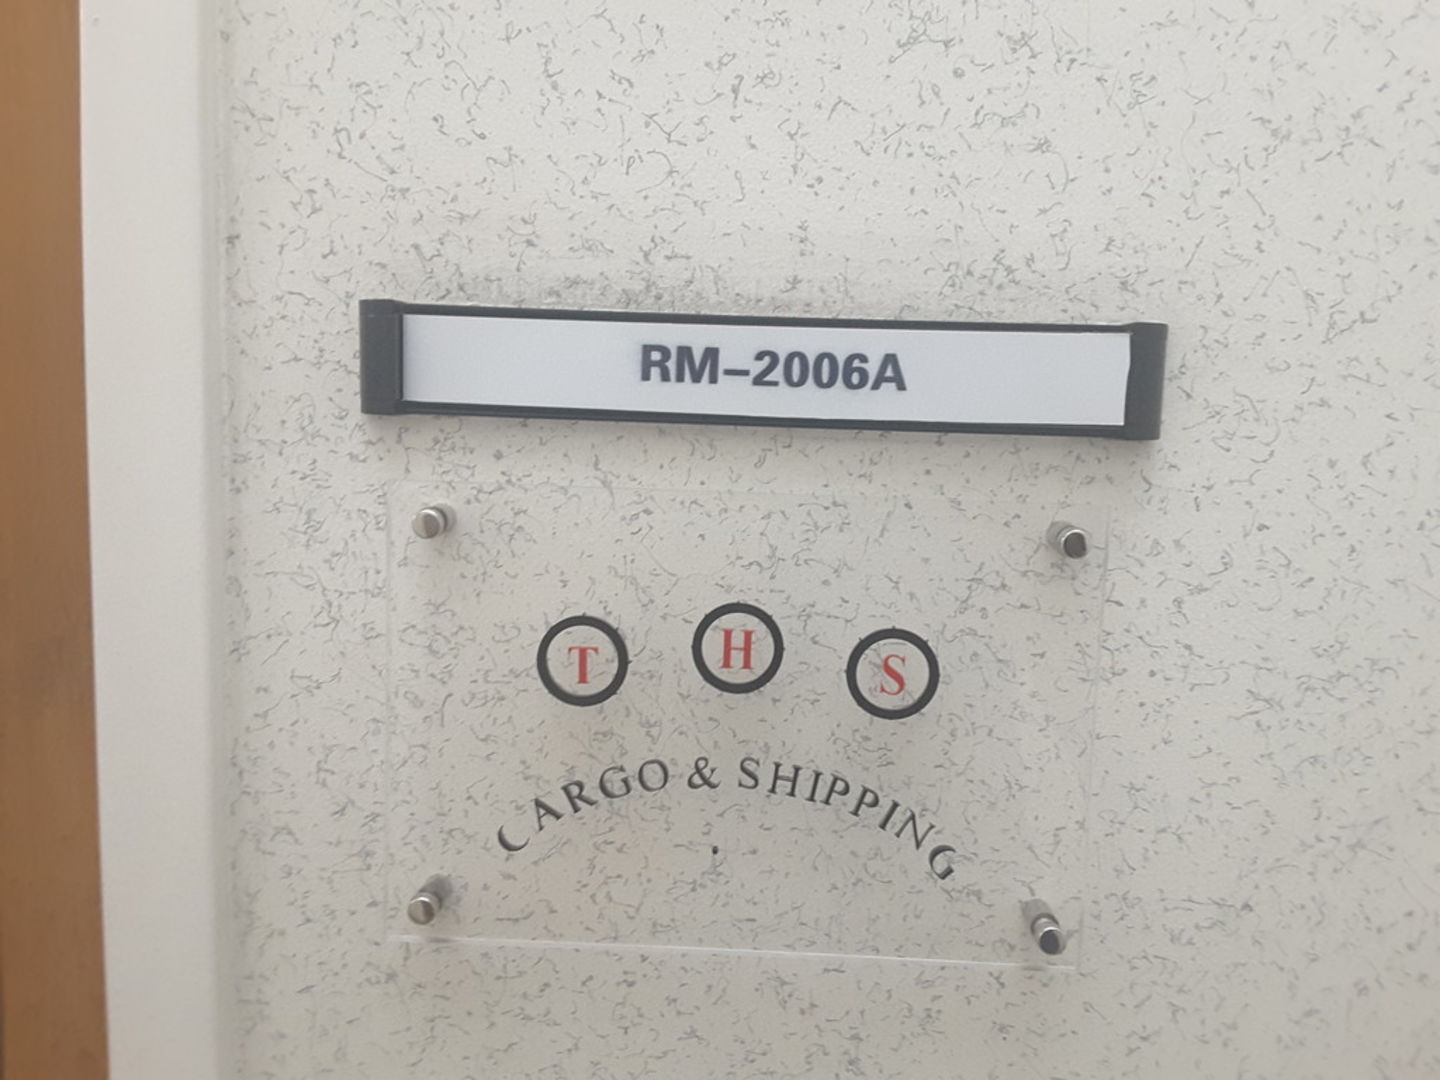 RM-2006A
T H S
CARGO & SHIPPING